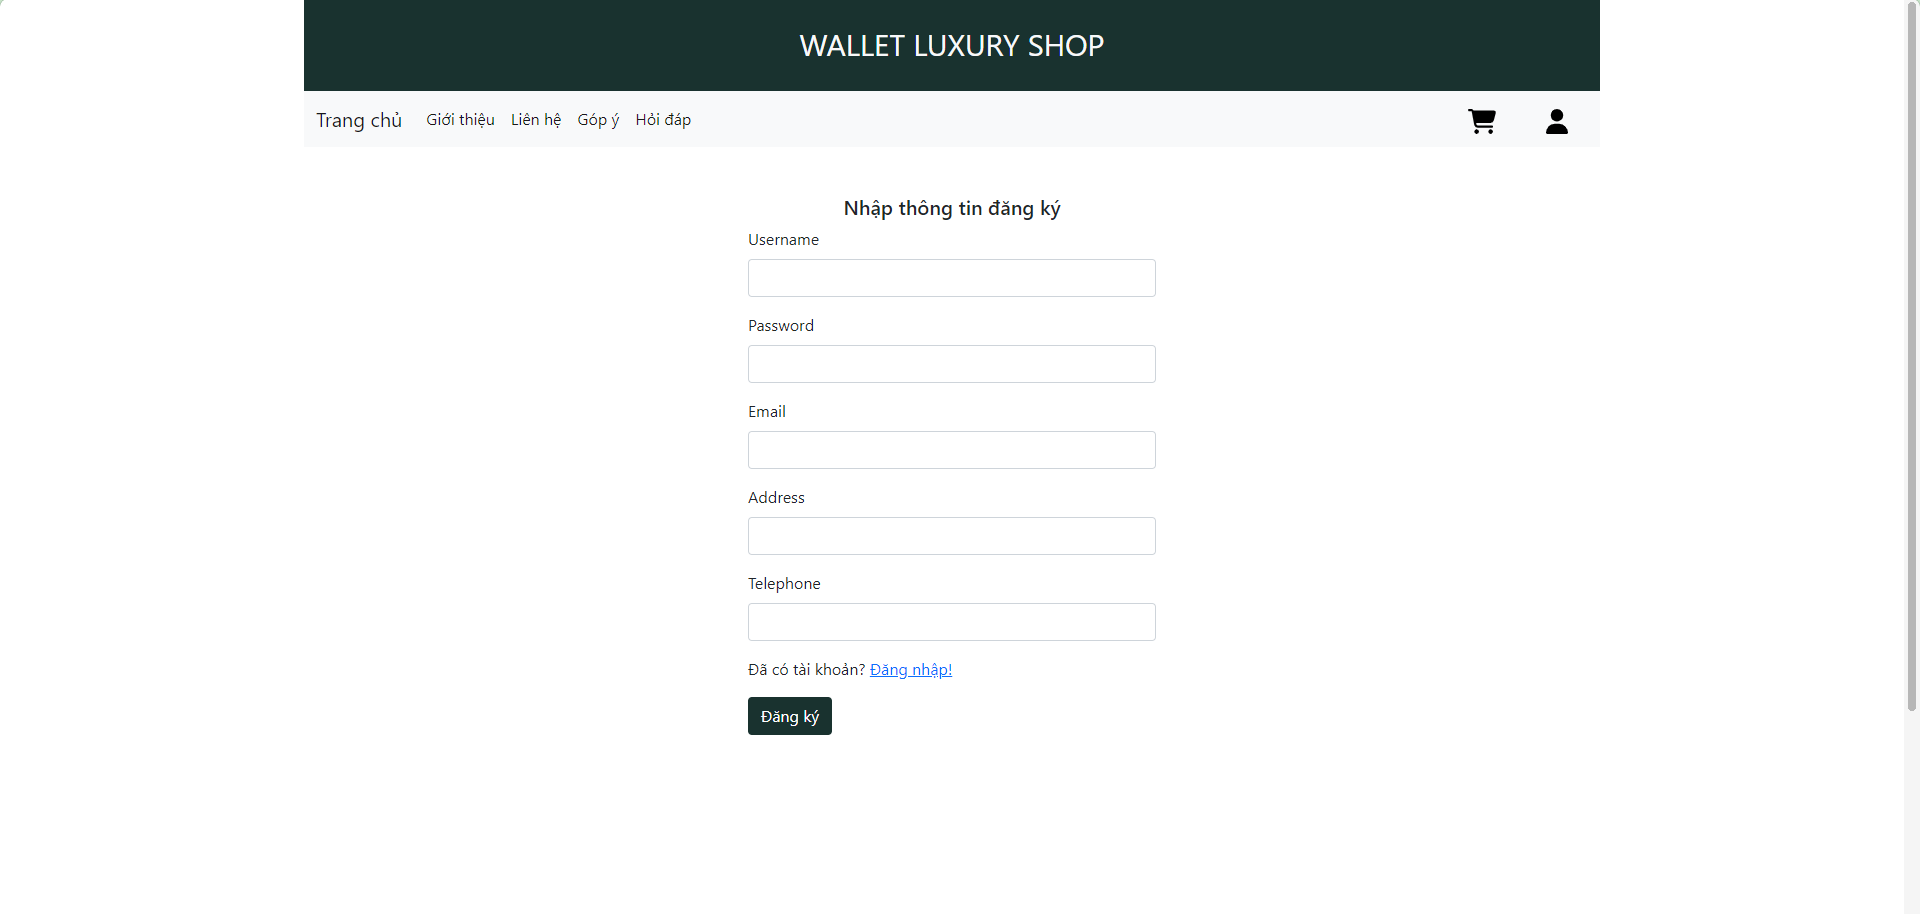 WALLET LUXURY SHOP
Trang chủ Giới thiệu Liên hệ Góp ý Hỏi đáp
Nhập thông tin đăng ký
Username
Password
Email
Address
Telephone
Đã có tài khoản? Đăng nhập!
Đăng ký